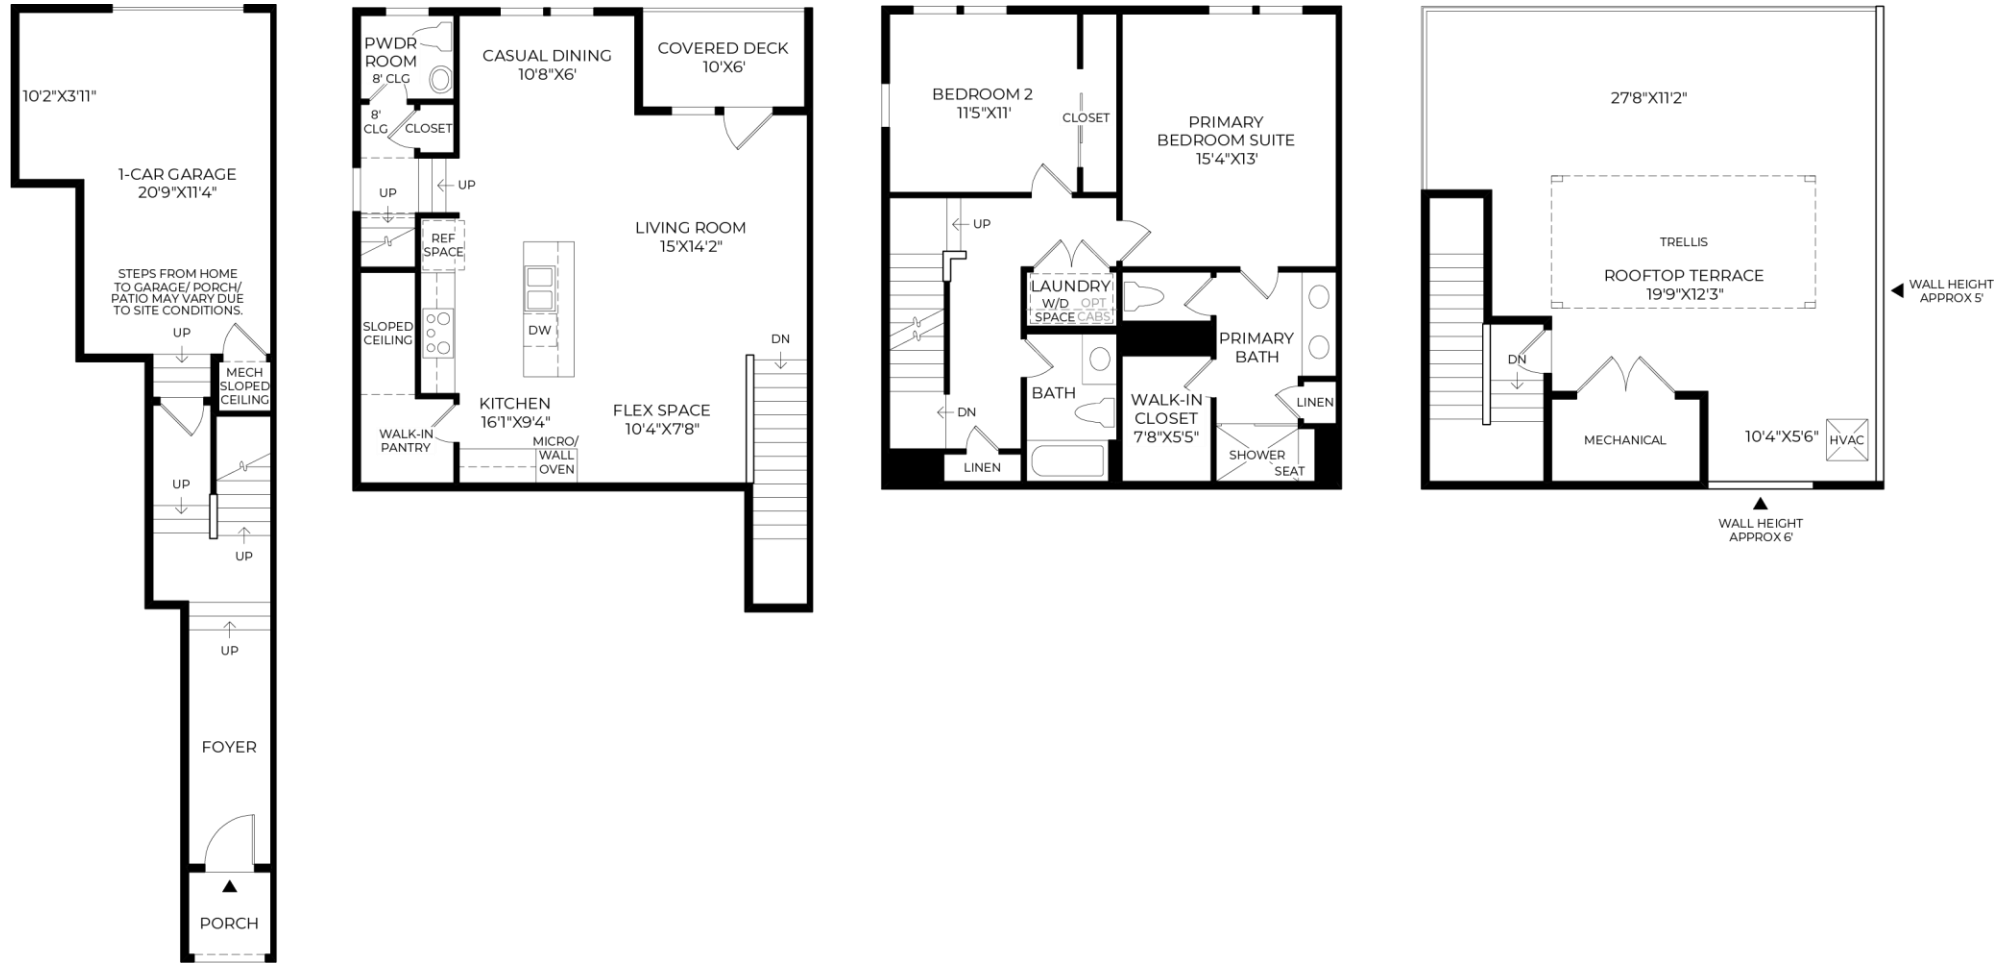 10'2"X3'11"
1-CAR GARAGE
20'9"X11'4"
STEPS FROM HOME
TO GARAGE/ PORCH/
PATIO MAY VARY DUE
TO SITE CONDITIONS.
UP
MECH
SLOPED
CEILING
UP
UP
UP
FOYER
PORCH
PWDR
ROOM
8' CLG
8'
CLG
CLOSET
CASUAL DINING
10'8"X6'
COVERED DECK
10'X6'
UP
UP
REF
SPACE
LIVING ROOM
15'X14'2"
SLOPED
CEILING
DW
DN
KITCHEN
16'1"X9'4"
FLEX SPACE
10'4"X7'8"
WALK-IN
PANTRY
MICRO/
WALL
OVEN
BEDROOM 2
11'5"X11'
CLOSET
PRIMARY
BEDROOM SUITE
15'4"X13'
UP
LAUNDRY
W/D
SPACE
OPT
CABS
PRIMARY
BATH
BATH
WALK-IN
CLOSET
7'8"X5'5"
LINEN
DN
LINEN
SHOWER
SEAT
27'8"X11'2"
TRELLIS
ROOFTOP TERRACE
19'9"X12'3"
WALL HEIGHT
APPROX 5'
DN
MECHANICAL
10'4"X5'6"
HVAC
WALL HEIGHT
APPROX 6'